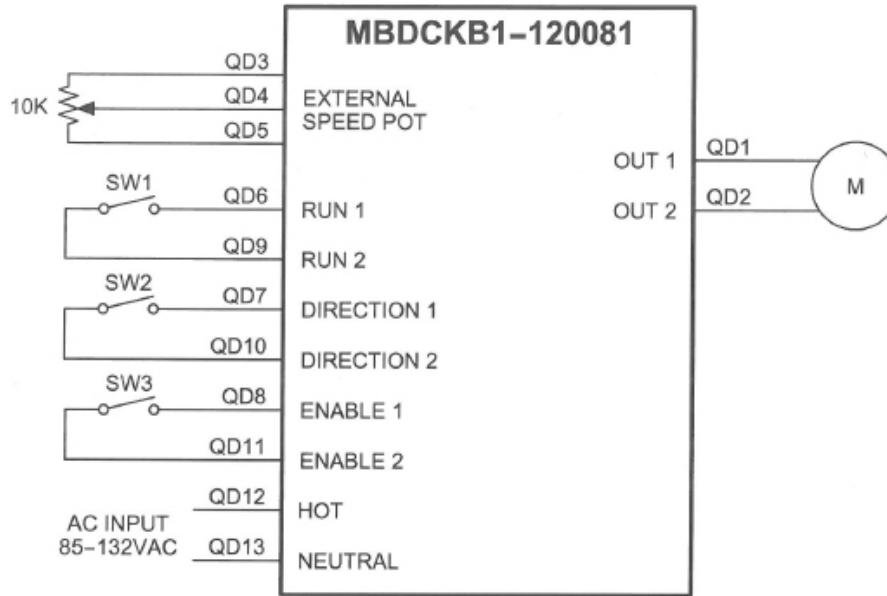 MBDCKB1-120081
QD3
10K
QD4
QD5
EXTERNAL
SPEED POT
SW1
QD6
RUN 1
QD9
RUN 2
SW2
QD7
DIRECTION 1
QD10
DIRECTION 2
SW3
QD8
ENABLE 1
QD11
ENABLE 2
QD12
HOT
AC INPUT
85–132VAC
QD13
NEUTRAL
OUT 1
QD1
OUT 2
QD2
M